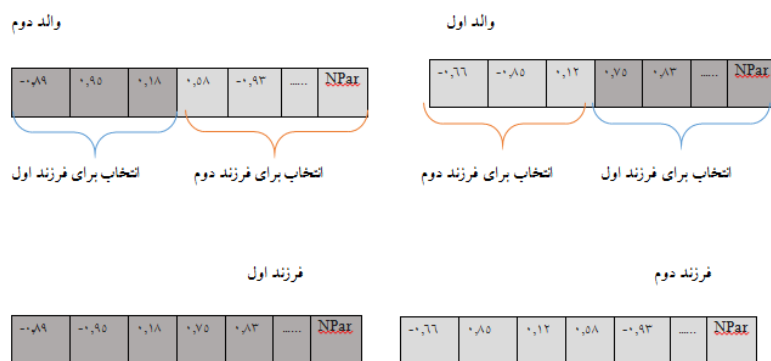 والد اول
والد دوم
-۰,۶۶ -۰,۸۵ ۰,۱۲ ۰,۷۵ ۰,۸۳ ...... NPar
-۰,۸۹ ۰,۹۵ ۰,۱۸ ۰,۵۸ -۰,۹۳ ...... NPar
انتخاب برای فرزند اول
انتخاب برای فرزند دوم
انتخاب برای فرزند دوم
انتخاب برای فرزند اول
فرزند دوم
فرزند اول
-۰,۶۶ ۰,۸۵ ۰,۱۲ ۰,۵۸ -۰,۹۳ ...... NPar
-۰,۸۹ -۰,۹۵ ۰,۱۸ ۰,۷۵ ۰,۸۳ ...... NPar